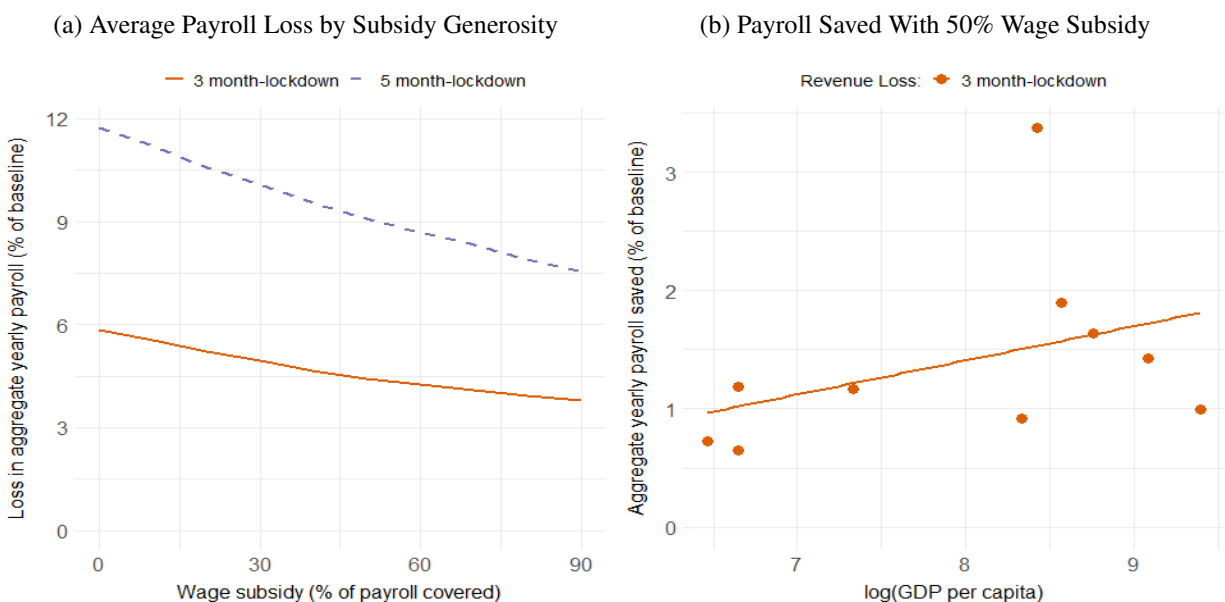 (a) Average Payroll Loss by Subsidy Generosity
3 month-lockdown
5 month-lockdown
Loss in aggregate yearly payroll (% of baseline)
12
9
6
3
0
0
30
60
90
Wage subsidy (% of payroll covered)
(b) Payroll Saved With 50% Wage Subsidy
Revenue Loss:
3 month-lockdown
Aggregate yearly payroll saved (% of baseline)
3
2
1
0
7
8
9
log(GDP per capita)